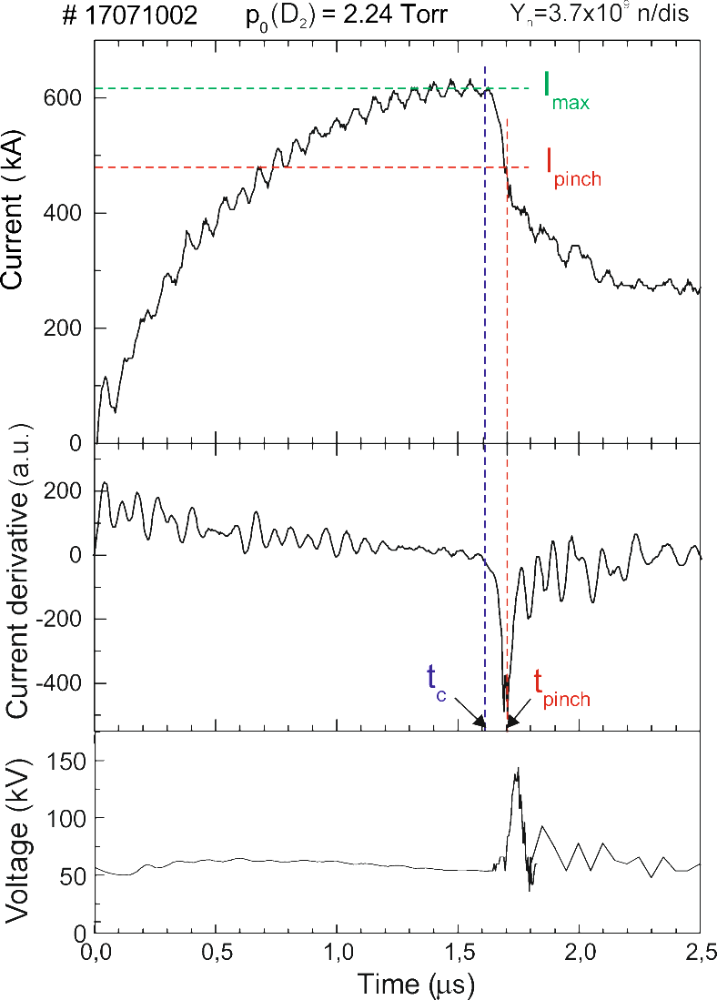 # 17071002 p0(D2) = 2.24 Torr Yn=3.7x10^9 n/dis
Current (kA)
600
400
200
0
Imax
Ipinch
Current derivative (a.u.)
200
0
-200
-400
tc
tpinch
Voltage (kV)
150
100
50
0
0,0 0,5 1,0 1,5 2,0 2,5
Time (µs)